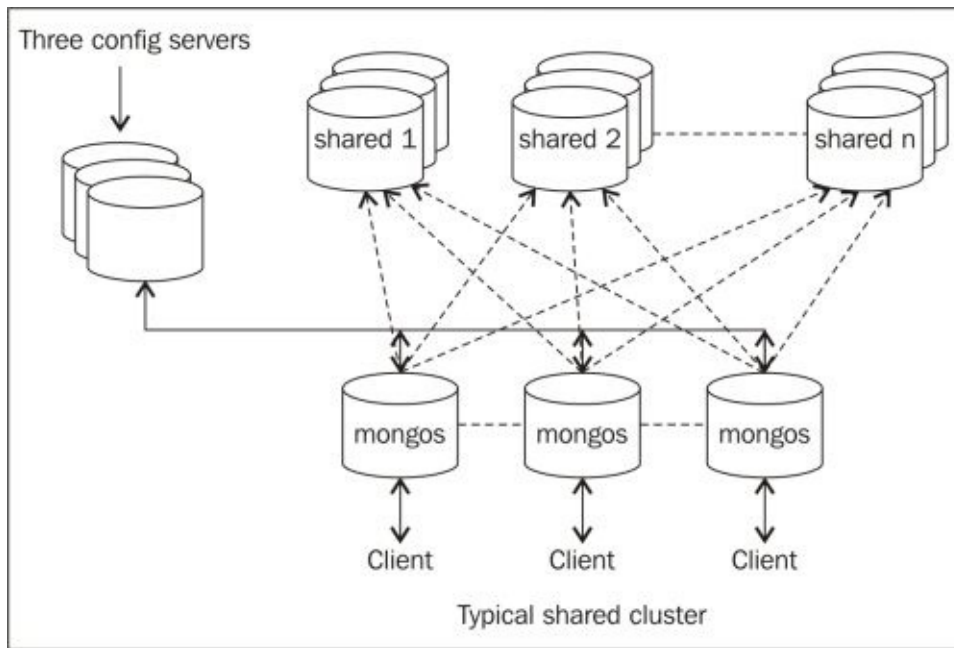 Three config servers
shared 1
shared 2
shared n
mongos
mongos
mongos
Client
Client
Client
Typical shared cluster